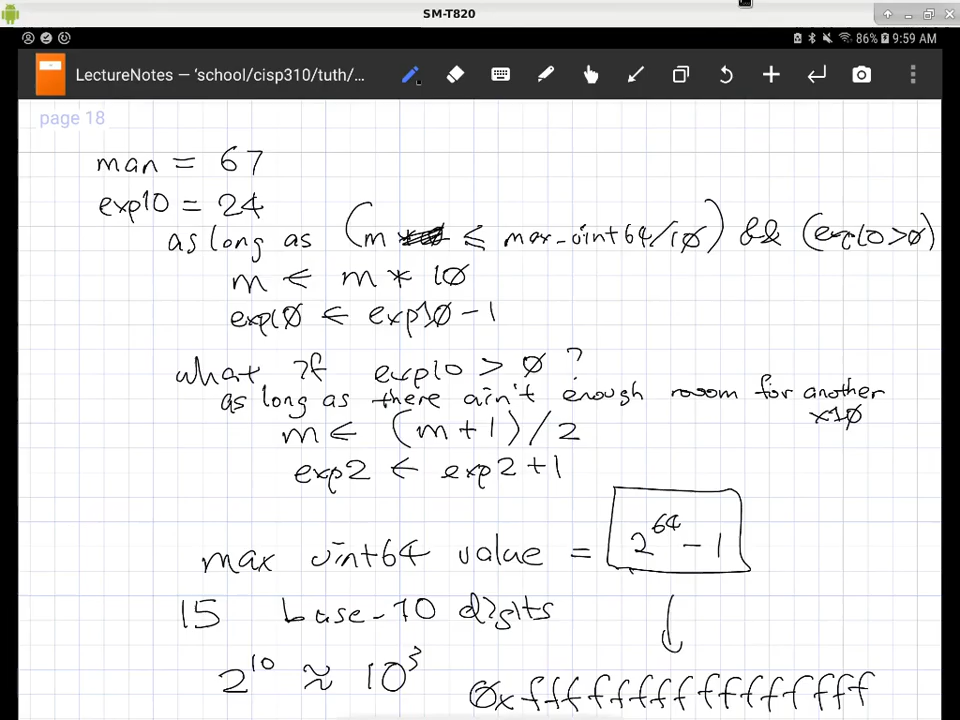 SM-T820
86% 9:59 AM
LectureNotes — ‘school/cisp310/tuth/...
page 18
man = 67
exp10 = 24
as long as (m ≤ max-uint64/10) && (exp10>0)
m ← m * 10
exp10 ← exp10 - 1
what if exp10 > 0 ?
as long as there ain't enough room for another
x10
m ← (m+1)/2
exp2 ← exp2 + 1
max uint64 value = 2^64 - 1
15 base-10 digits
2^10 ≈ 10^3
0xffffffffffffffff